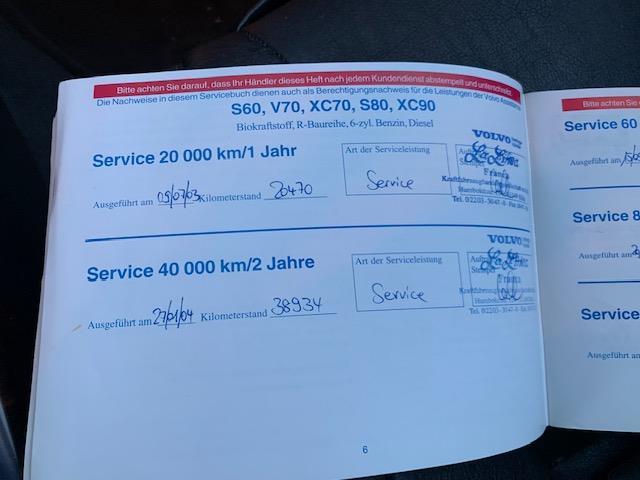 Bitte achten Sie darauf, dass Ihr Händler dieses Heft nach jedem Kundendienst abstempelt und unterschreibt.
Die Nachweise in diesem Servicebuch dienen auch als Berechtigungsnachweis für die Leistungen der Volvo
S60, V70, XC70, S80, XC90
Biokraftstoff, R-Baureihe, 6-zyl. Benzin, Diesel
Service 20 000 km/1 Jahr
Art der Serviceleistung
Service
VOLVO
Franz
Ausgeführt am 05/07/03 Kilometerstand 20470
Service 40 000 km/2 Jahre
Art der Serviceleistung
Service
VOLVO
Ausgeführt am 27/01/04 Kilometerstand 38934
6
Bitte achten Sie
Service 60
Ausgeführt am
Service 8
Ausgeführt am
Service
Ausgeführt am